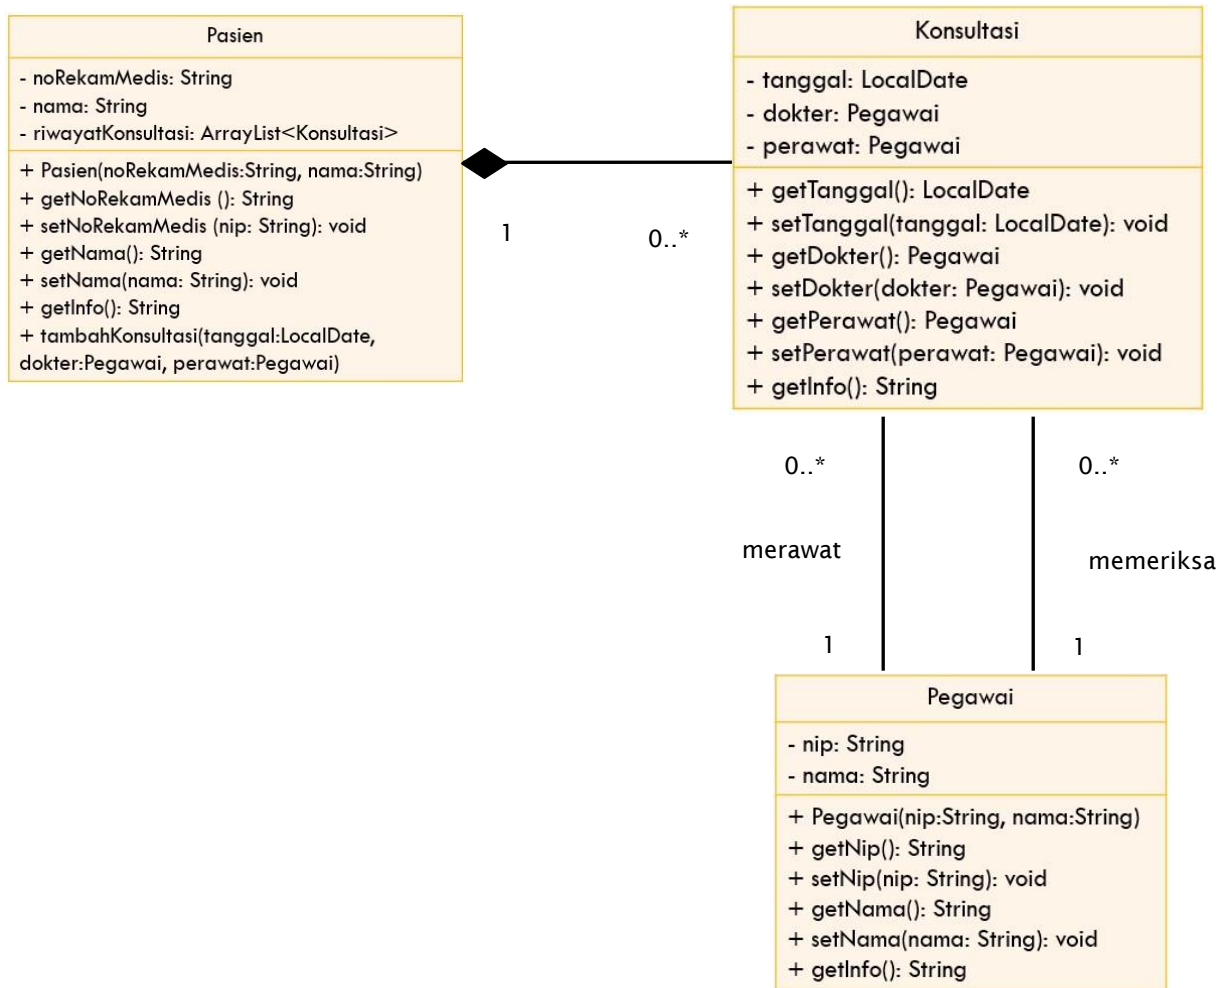 Pasien
- noRekamMedis: String
- nama: String
- riwayatKonsultasi: ArrayList<Konsultasi>
+ Pasien(noRekamMedis:String, nama:String)
+ getNoRekamMedis (): String
+ setNoRekamMedis (nip: String): void
+ getNama(): String
+ setNama(nama: String): void
+ getInfo(): String
+ tambahKonsultasi(tanggal:LocalDate,
dokter:Pegawai, perawat:Pegawai)
1
0..*
Konsultasi
- tanggal: LocalDate
- dokter: Pegawai
- perawat: Pegawai
+ getTanggal(): LocalDate
+ setTanggal(tanggal: LocalDate): void
+ getDokter(): Pegawai
+ setDokter(dokter: Pegawai): void
+ getPerawat(): Pegawai
+ setPerawat(perawat: Pegawai): void
+ getInfo(): String
0..*
0..*
merawat
memeriksa
1
1
Pegawai
- nip: String
- nama: String
+ Pegawai(nip:String, nama:String)
+ getNip(): String
+ setNip(nip: String): void
+ getNama(): String
+ setNama(nama: String): void
+ getInfo(): String